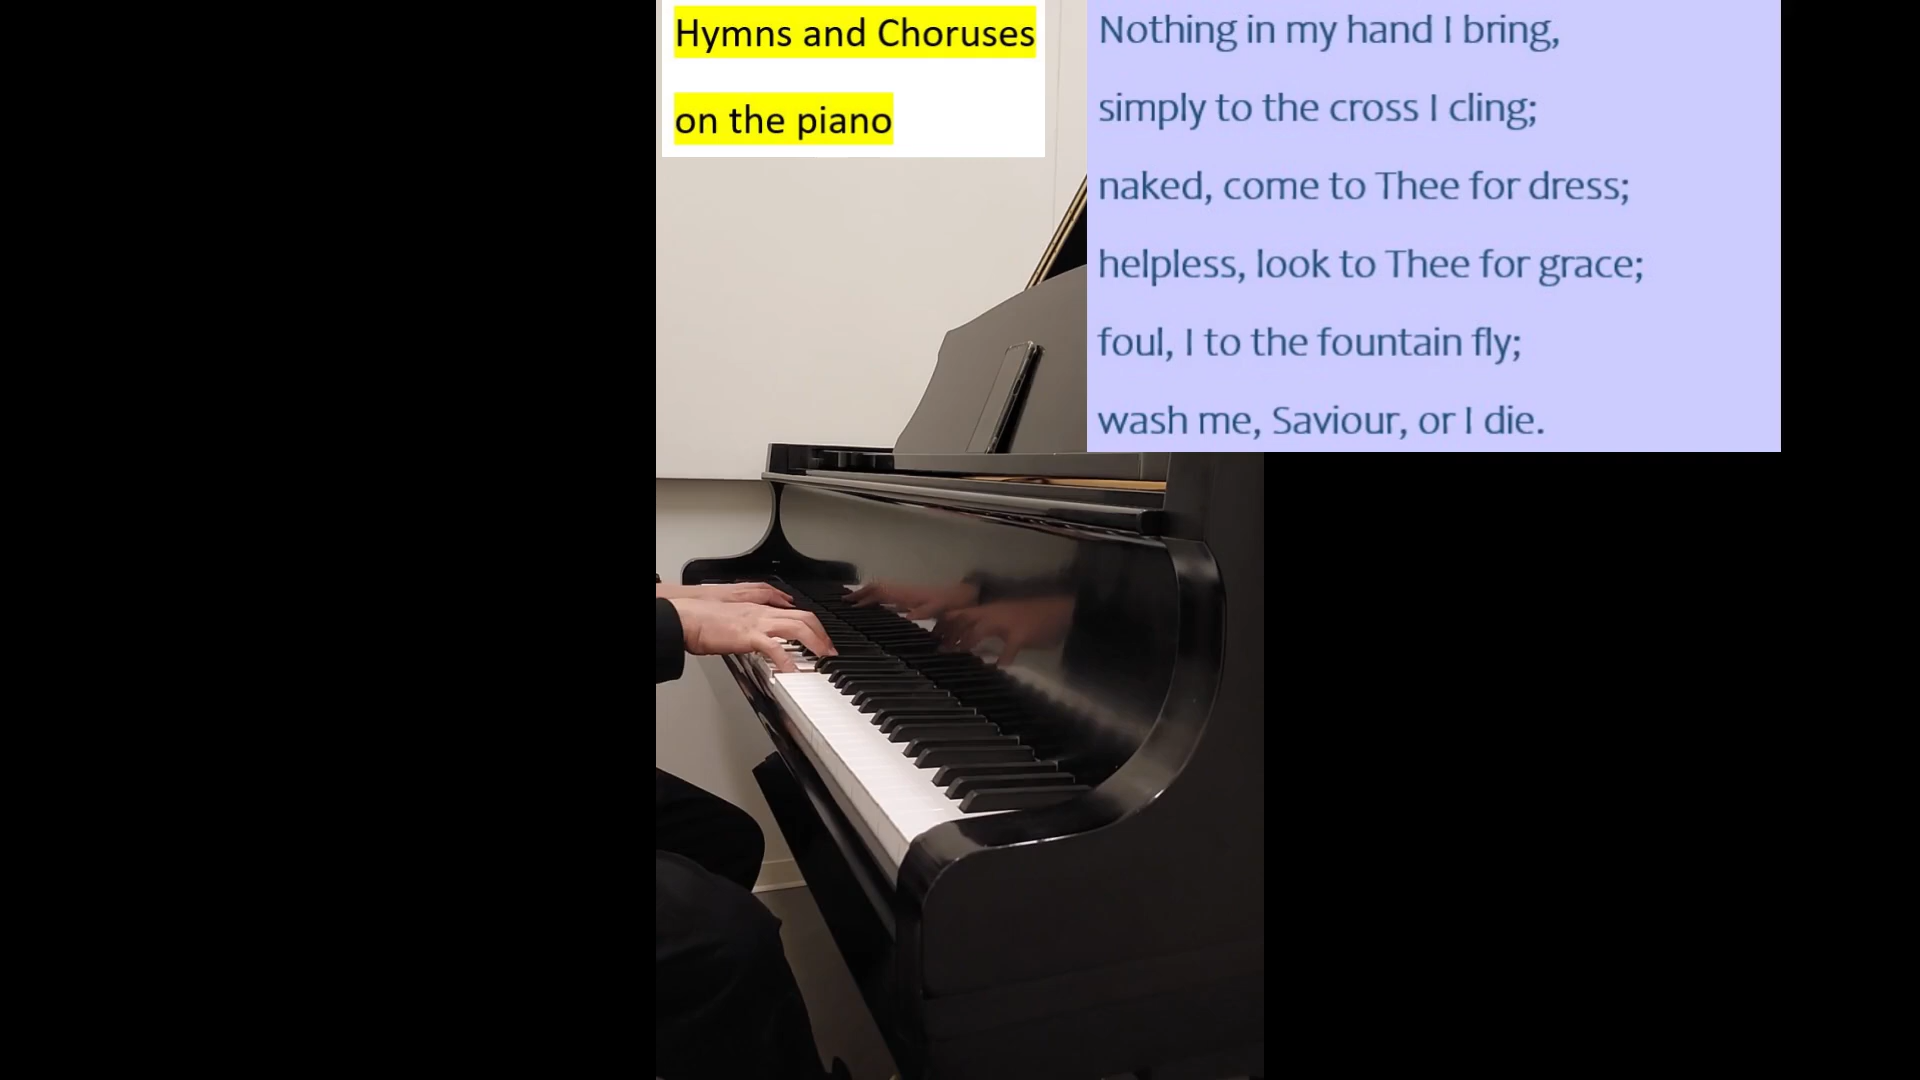 Hymns and Choruses
on the piano
Nothing in my hand I bring,
simply to the cross I cling;
naked, come to Thee for dress;
helpless, look to Thee for grace;
foul, I to the fountain fly;
wash me, Saviour, or I die.